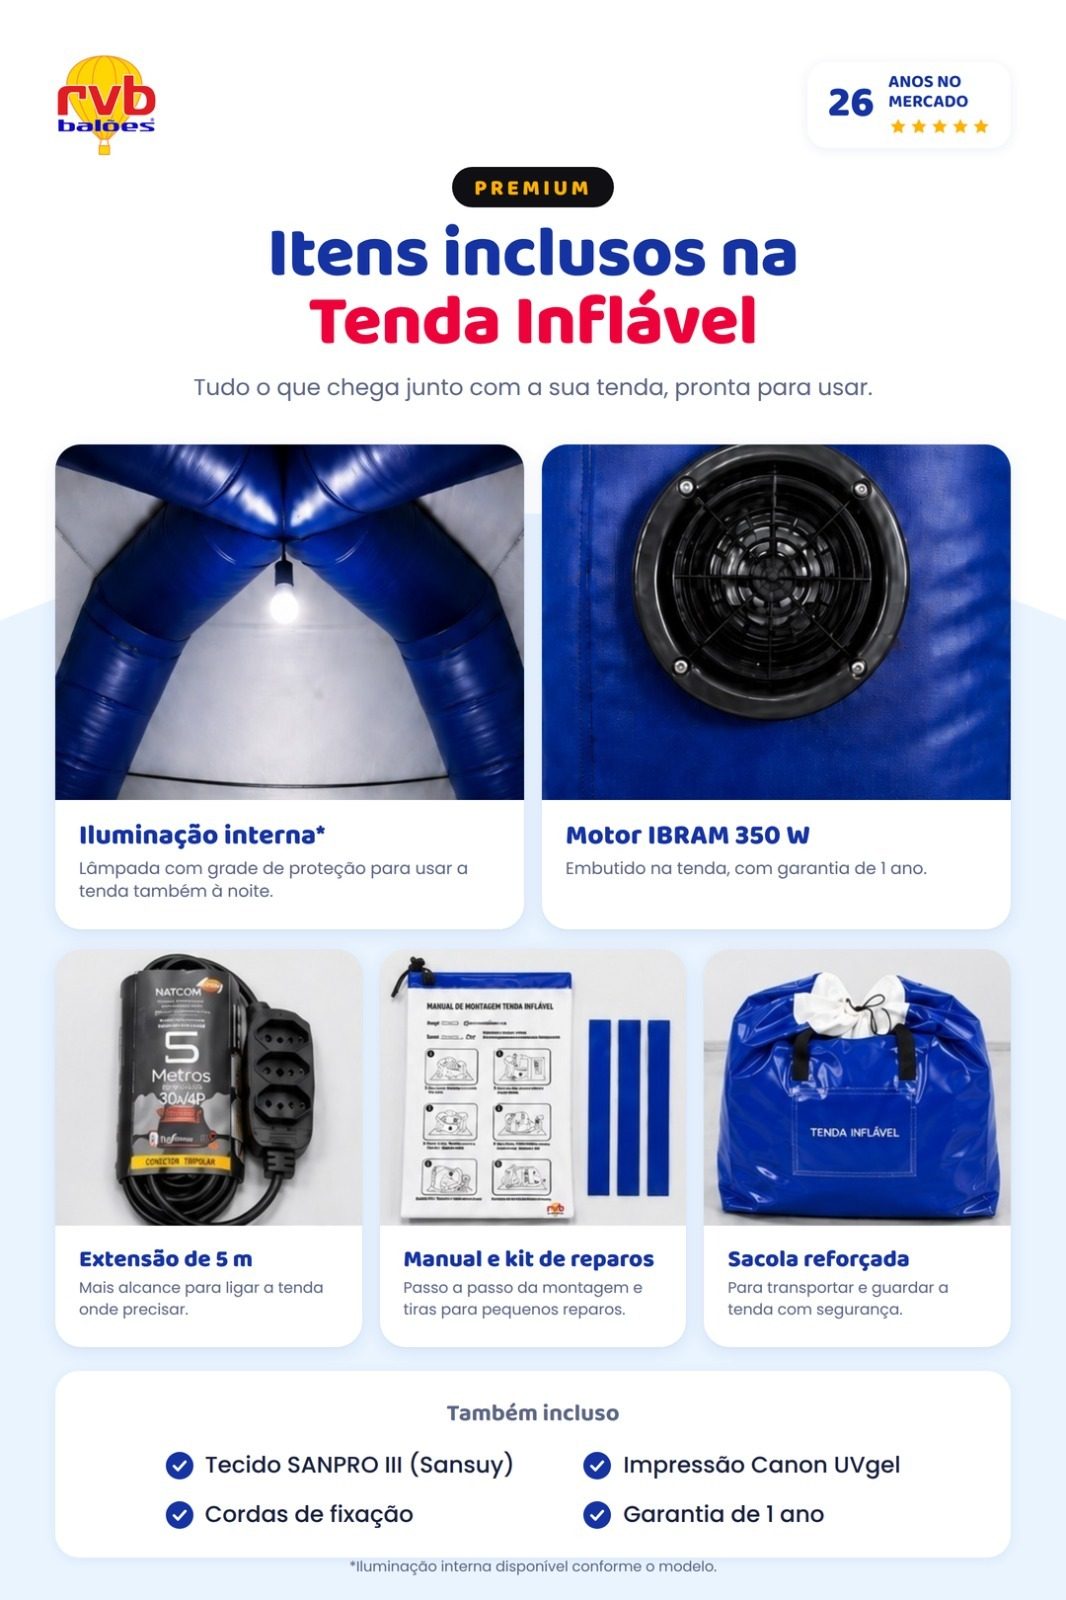 rvb
balões
26
ANOS NO
MERCADO
PREMIUM
Itens inclusos na
Tenda Inflável
Tudo o que chega junto com a sua tenda, pronta para usar.
Iluminação interna*
Lâmpada com grade de proteção para usar a
tenda também à noite.
Motor IBRAM 350 W
Embutido na tenda, com garantia de 1 ano.
NATCOM
5
Metros
30A/4P
CONECTOR TRIPOLAR
MANUAL DE MONTAGEM TENDA INFLÁVEL
rvb
TENDA INFLÁVEL
Extensão de 5 m
Mais alcance para ligar a tenda
onde precisar.
Manual e kit de reparos
Passo a passo da montagem e
tiras para pequenos reparos.
Sacola reforçada
Para transportar e guardar a
tenda com segurança.
Também incluso
Tecido SANPRO III (Sansuy)
Impressão Canon UVgel
Cordas de fixação
Garantia de 1 ano
*Iluminação interna disponível conforme o modelo.